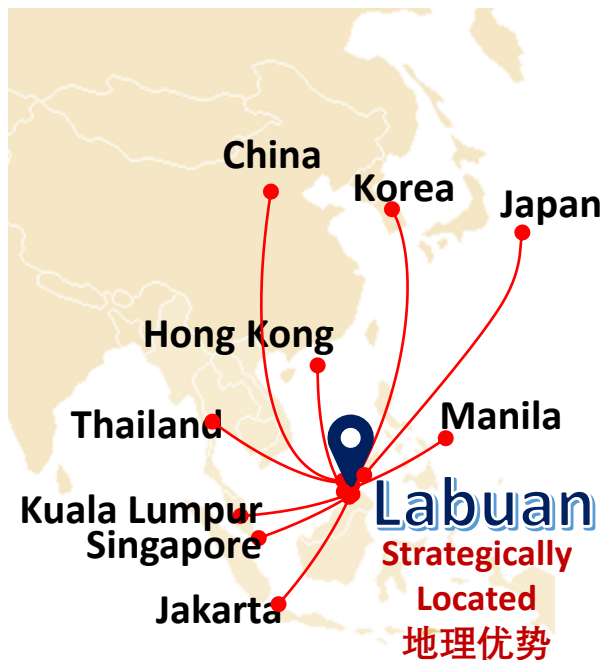 China
Korea
Japan
Hong Kong
Thailand
Manila
Kuala Lumpur
Labuan
Singapore
Strategically
Located
Jakarta
地理优势